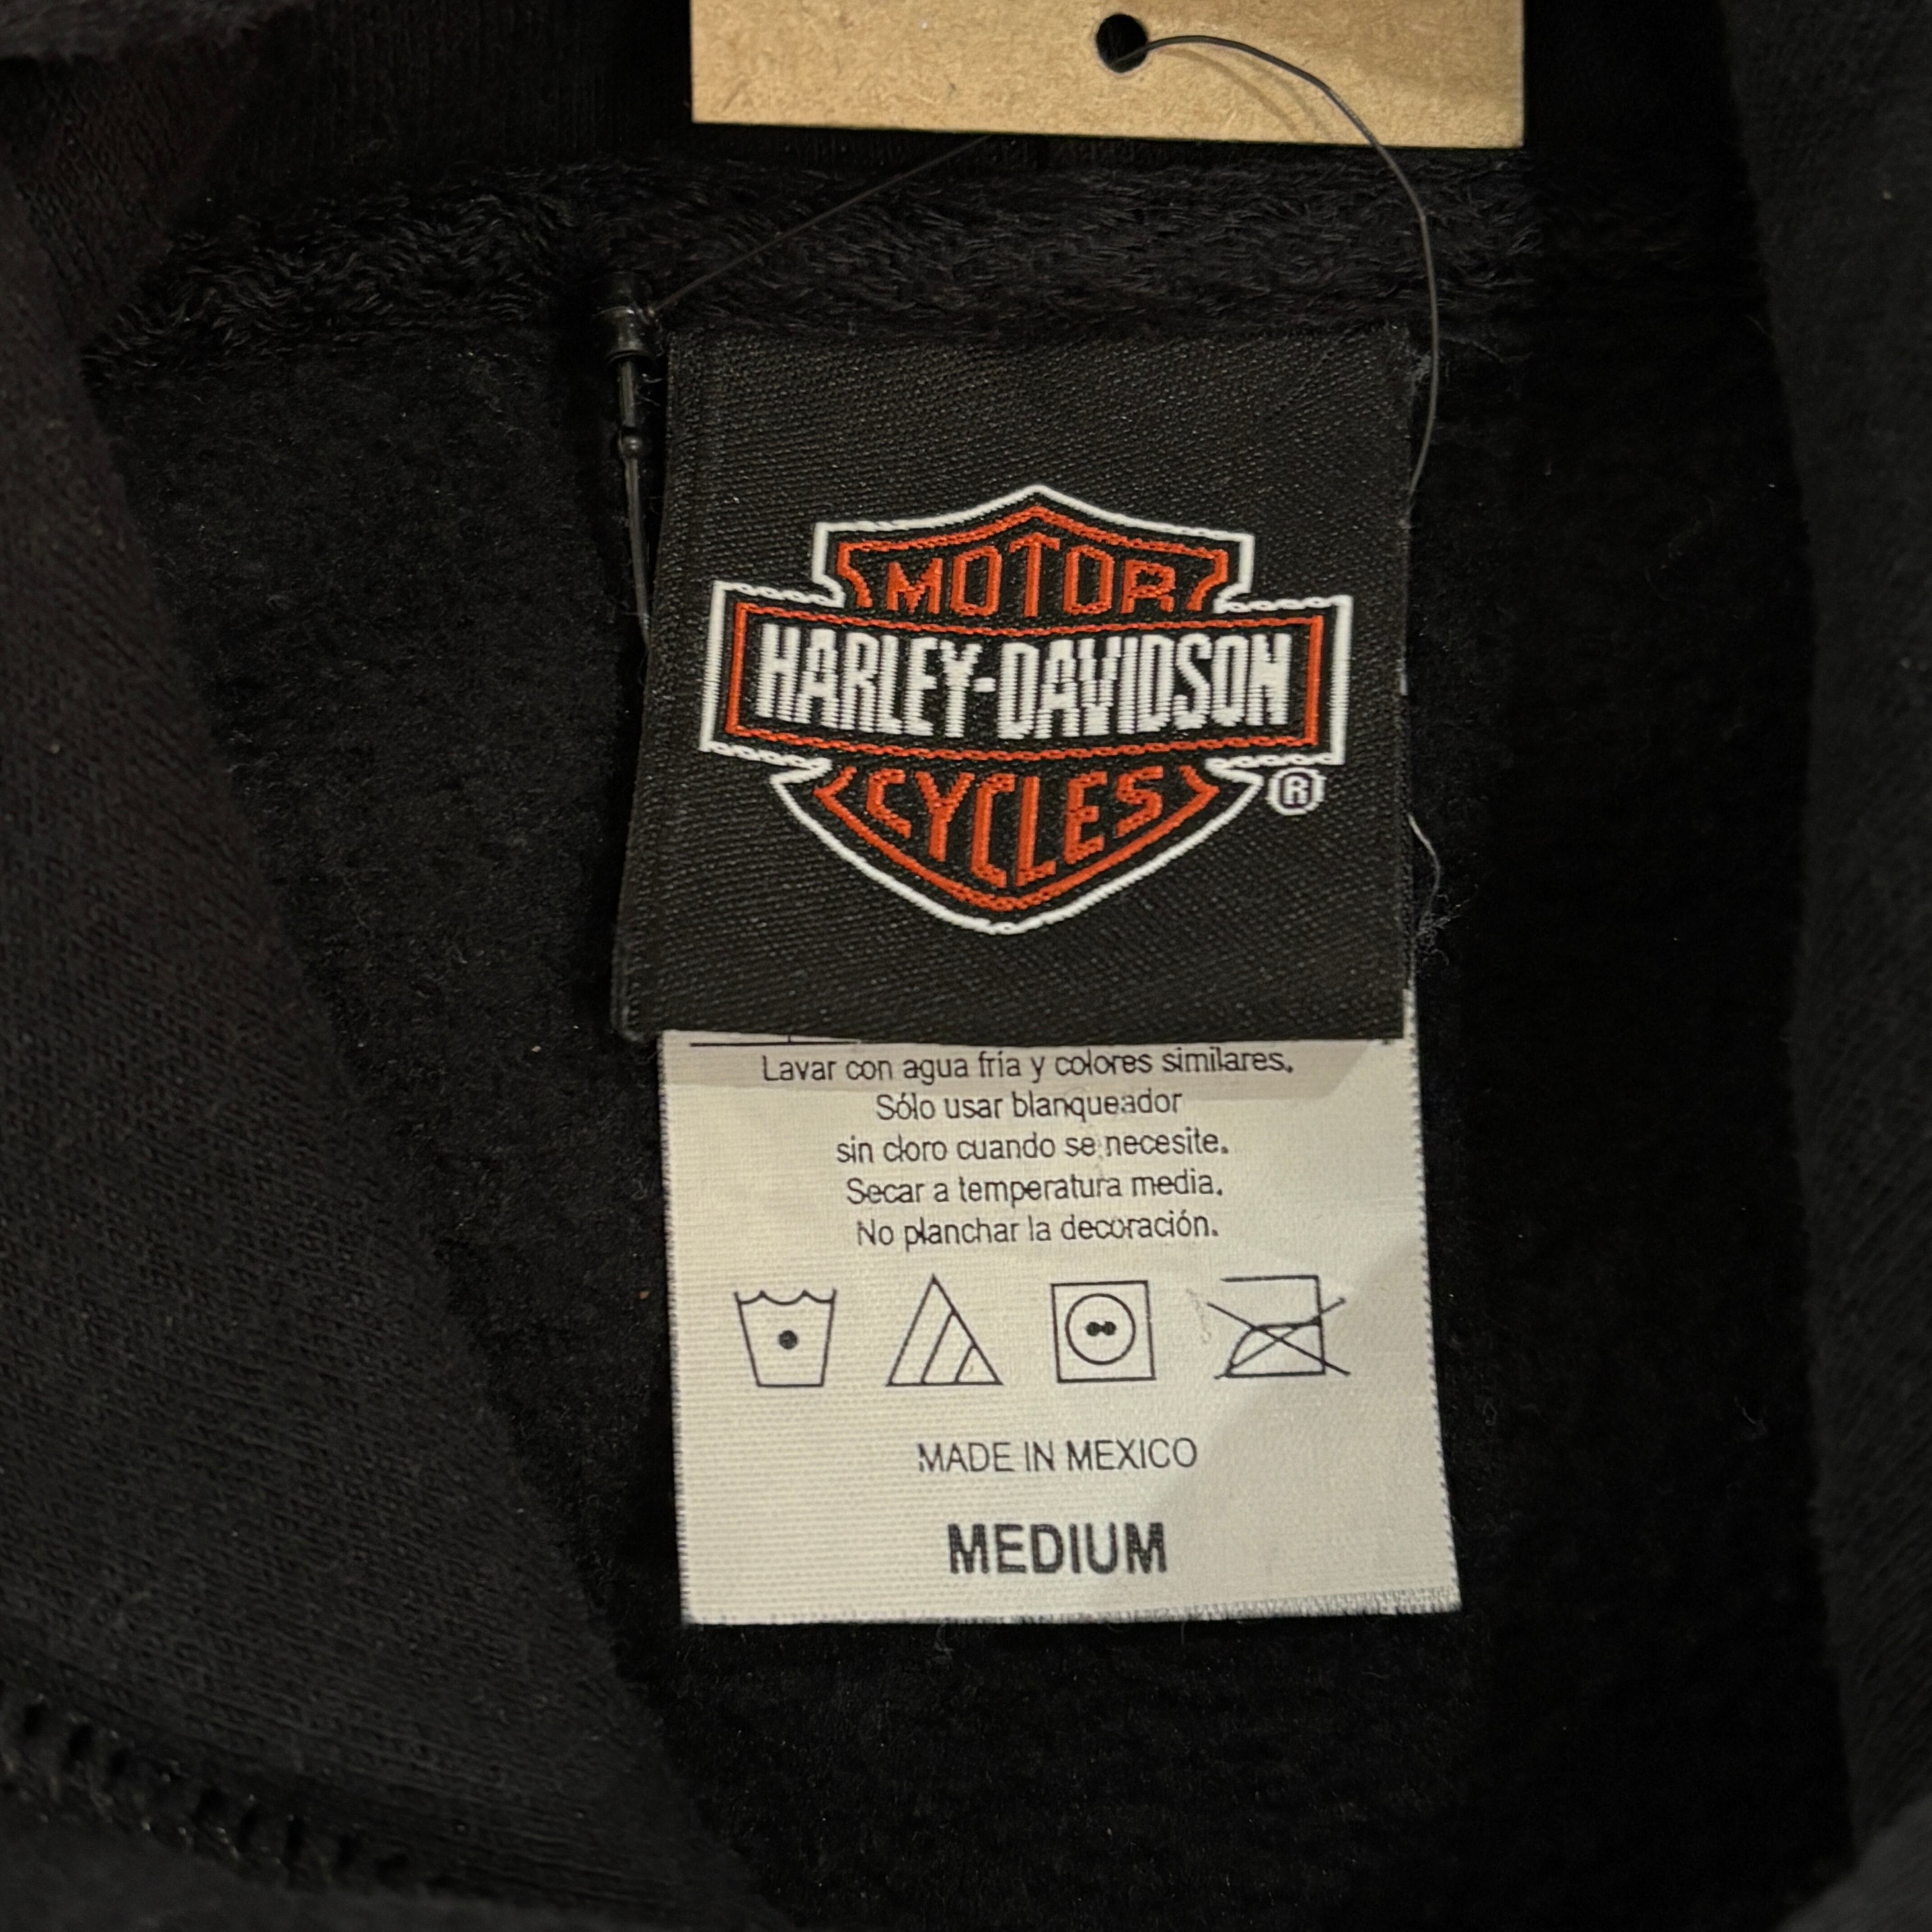 MOTOR
HARLEY-DAVIDSON
CYCLES
®
Lavar con agua fría y colores similares.
Sólo usar blanqueador
sin cloro cuando se necesite.
Secar a temperatura media.
No planchar la decoración.
MADE IN MEXICO
MEDIUM